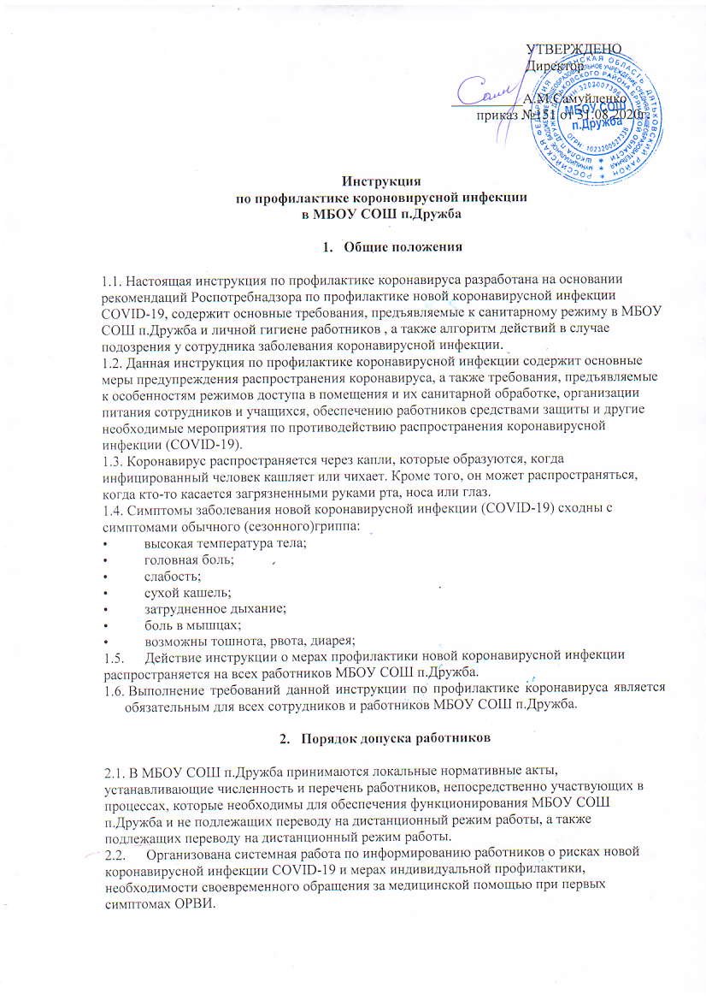 УТВЕРЖДЕНО
Директор
А.М.Самуйленко
приказ №151 от 31.08.2020г.
МБОУ СОШ
п.Дружба
Инструкция
по профилактике короновирусной инфекции
в МБОУ СОШ п.Дружба
1. Общие положения
1.1. Настоящая инструкция по профилактике коронавируса разработана на основании
рекомендаций Роспотребнадзора по профилактике новой коронавирусной инфекции
COVID-19, содержит основные требования, предъявляемые к санитарному режиму в МБОУ
СОШ п.Дружба и личной гигиене работников , а также алгоритм действий в случае
подозрения у сотрудника заболевания коронавирусной инфекции.
1.2. Данная инструкция по профилактике коронавирусной инфекции содержит основные
меры предупреждения распространения коронавируса, а также требования, предъявляемые
к особенностям режимов доступа в помещения и их санитарной обработке, организации
питания сотрудников и учащихся, обеспечению работников средствами защиты и другие
необходимые мероприятия по противодействию распространения коронавирусной
инфекции (COVID-19).
1.3. Коронавирус распространяется через капли, которые образуются, когда
инфицированный человек кашляет или чихает. Кроме того, он может распространяться,
когда кто-то касается загрязненными руками рта, носа или глаз.
1.4. Симптомы заболевания новой коронавирусной инфекции (COVID-19) сходны с
симптомами обычного (сезонного)гриппа:
• высокая температура тела;
• головная боль;
• слабость;
• сухой кашель;
• затрудненное дыхание;
• боль в мышцах;
• возможны тошнота, рвота, диарея;
1.5. Действие инструкции о мерах профилактики новой коронавирусной инфекции
распространяется на всех работников МБОУ СОШ п.Дружба.
1.6. Выполнение требований данной инструкции по профилактике коронавируса является
обязательным для всех сотрудников и работников МБОУ СОШ п.Дружба.
2. Порядок допуска работников
2.1. В МБОУ СОШ п.Дружба принимаются локальные нормативные акты,
устанавливающие численность и перечень работников, непосредственно участвующих в
процессах, которые необходимы для обеспечения функционирования МБОУ СОШ
п.Дружба и не подлежащих переводу на дистанционный режим работы, а также
подлежащих переводу на дистанционный режим работы.
2.2. Организована системная работа по информированию работников о рисках новой
коронавирусной инфекции COVID-19 и мерах индивидуальной профилактики,
необходимости своевременного обращения за медицинской помощью при первых
симптомах ОРВИ.